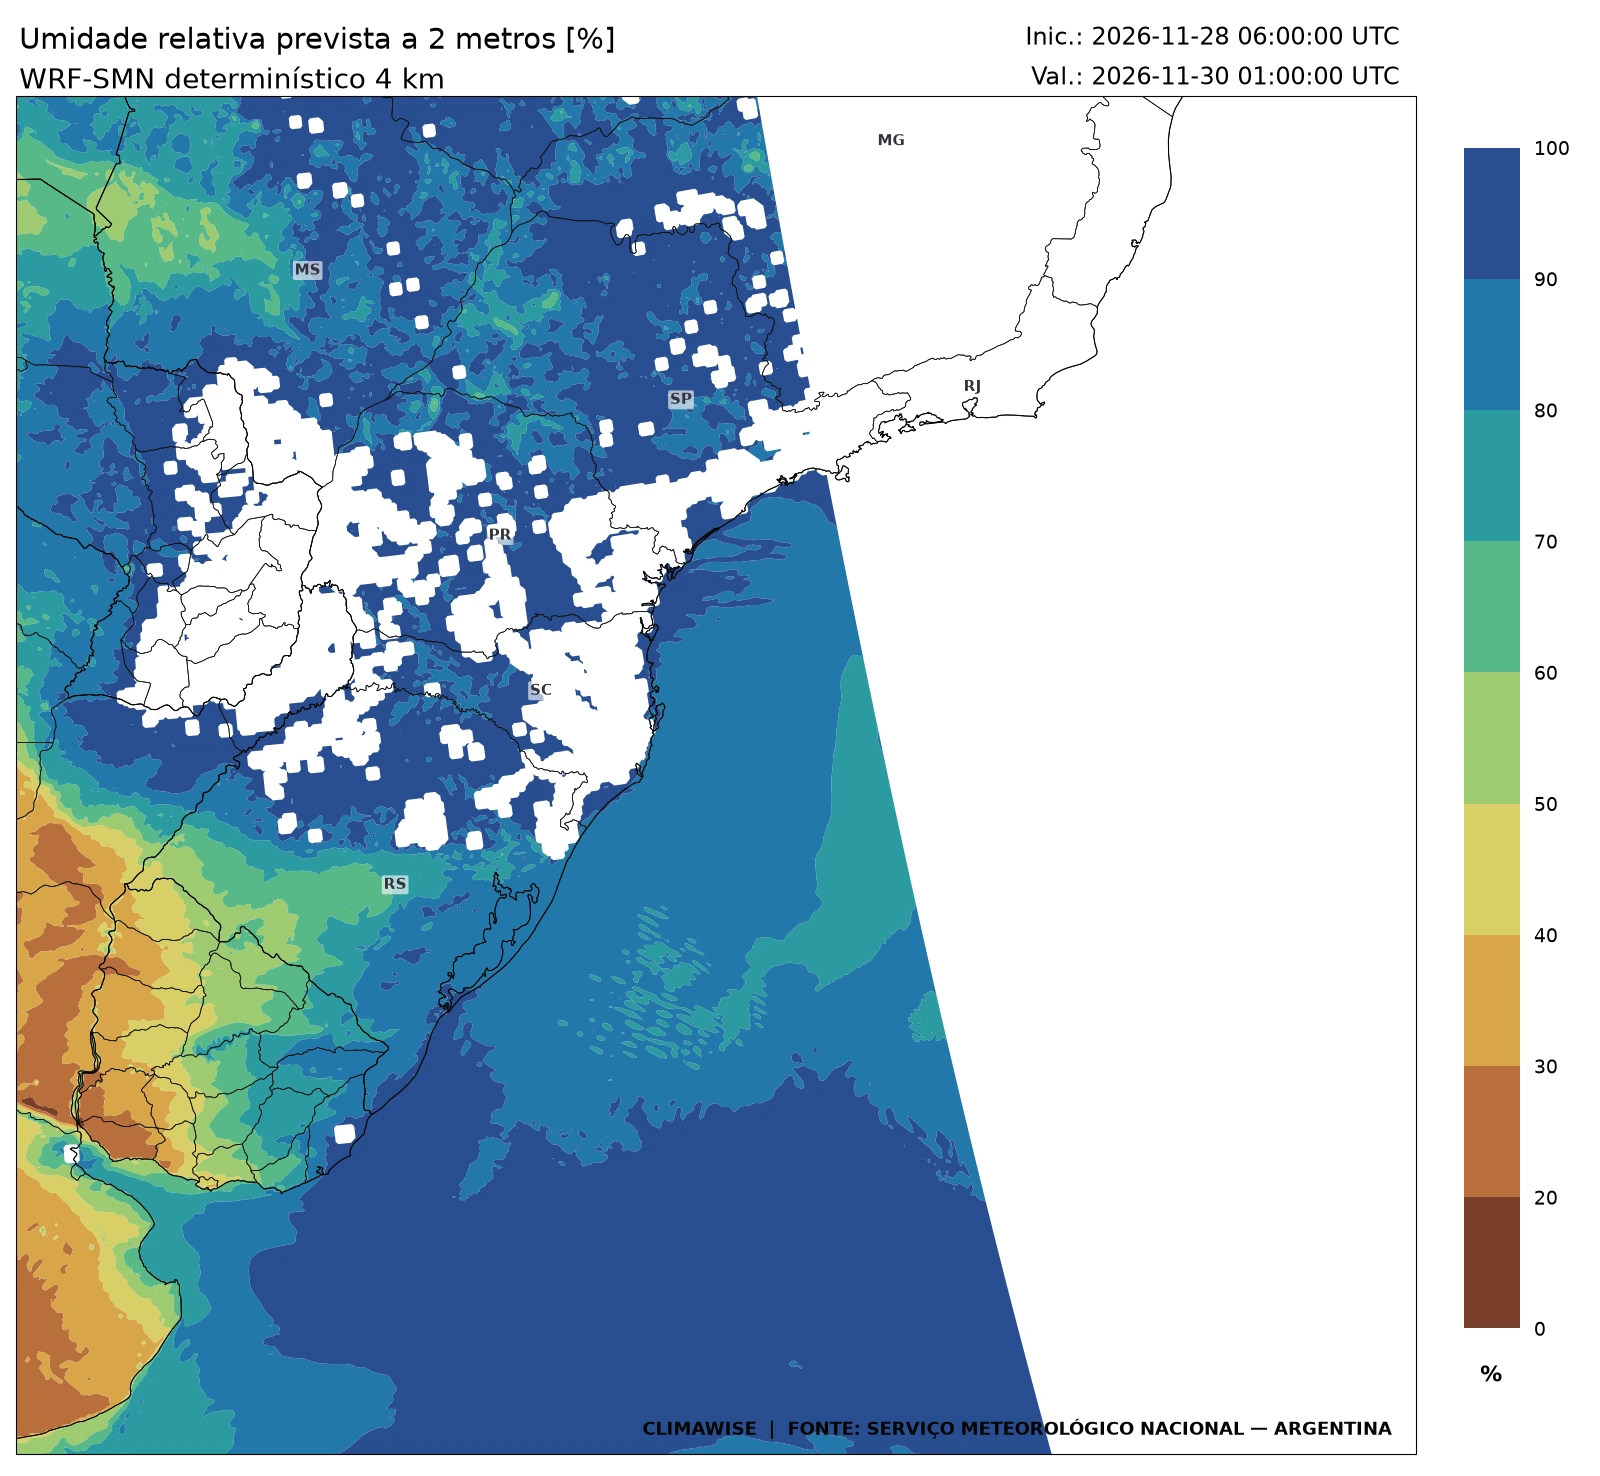 Umidade relativa prevista a 2 metros [%]
Inic.: 2026-11-28 06:00:00 UTC
WRF-SMN determinístico 4 km
Val.: 2026-11-30 01:00:00 UTC
MG
MS
RJ
SP
PR
SC
RS
100
90
80
70
60
50
40
30
20
0
%
CLIMAWISE | FONTE: SERVIÇO METEOROLÓGICO NACIONAL — ARGENTINA